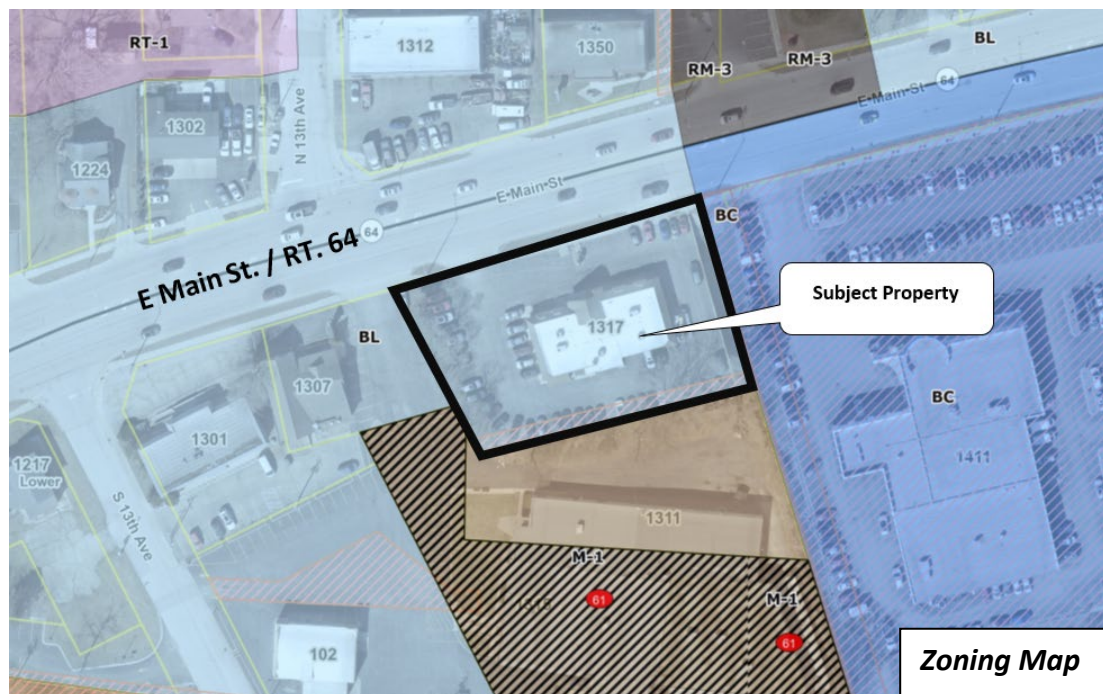 RT-1
1312
1350
RM-3
RM-3
BL
E Main St
64
1302
N 13th Ave
1224
E Main St
64
E Main St. / RT. 64
BC
Subject Property
1317
BL
1307
BC
1301
1411
1217
Lower
S 13th Ave
1311
M-1
61
M-1
61
102
Zoning Map